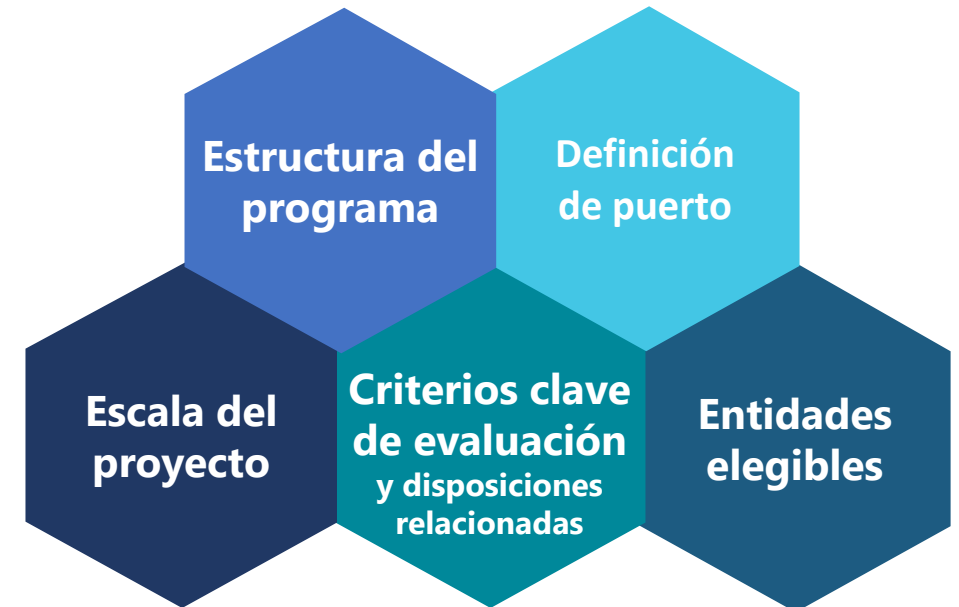 Estructura del
programa
Definición
de puerto
Escala del
proyecto
Criterios clave
de evaluación
y disposiciones
relacionadas
Entidades
elegibles